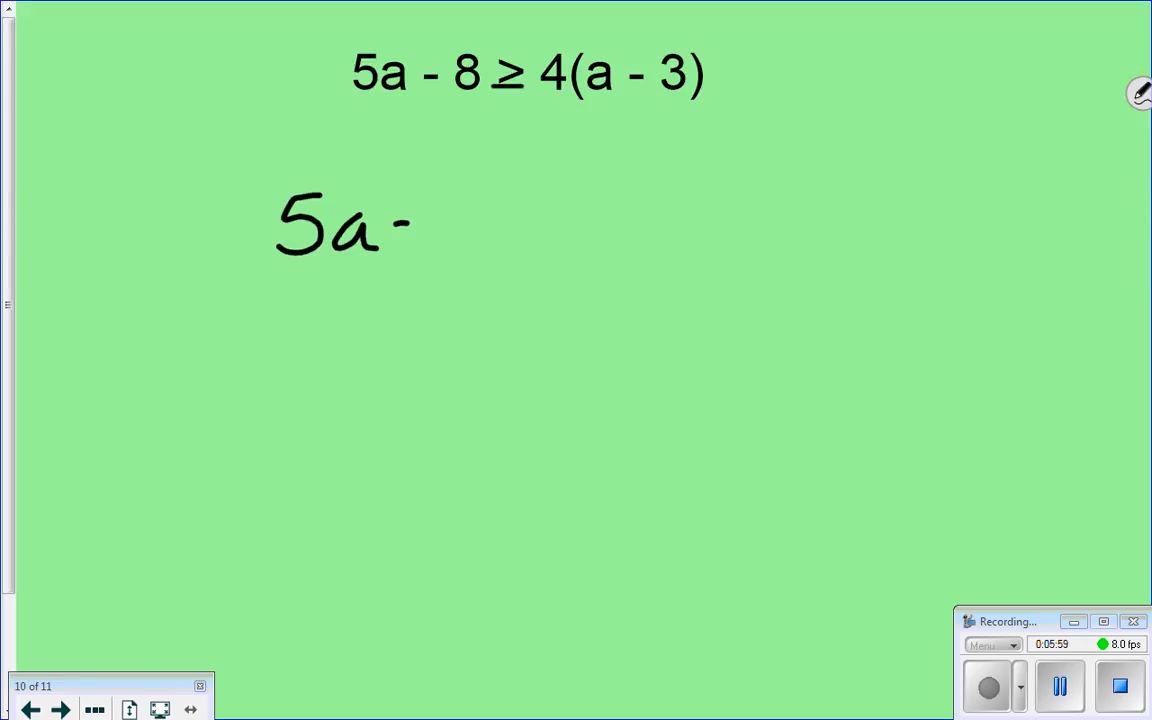 5a - 8 ≥ 4(a - 3)
5a -
Recording...
Menu
0:05:59
8.0 fps
10 of 11